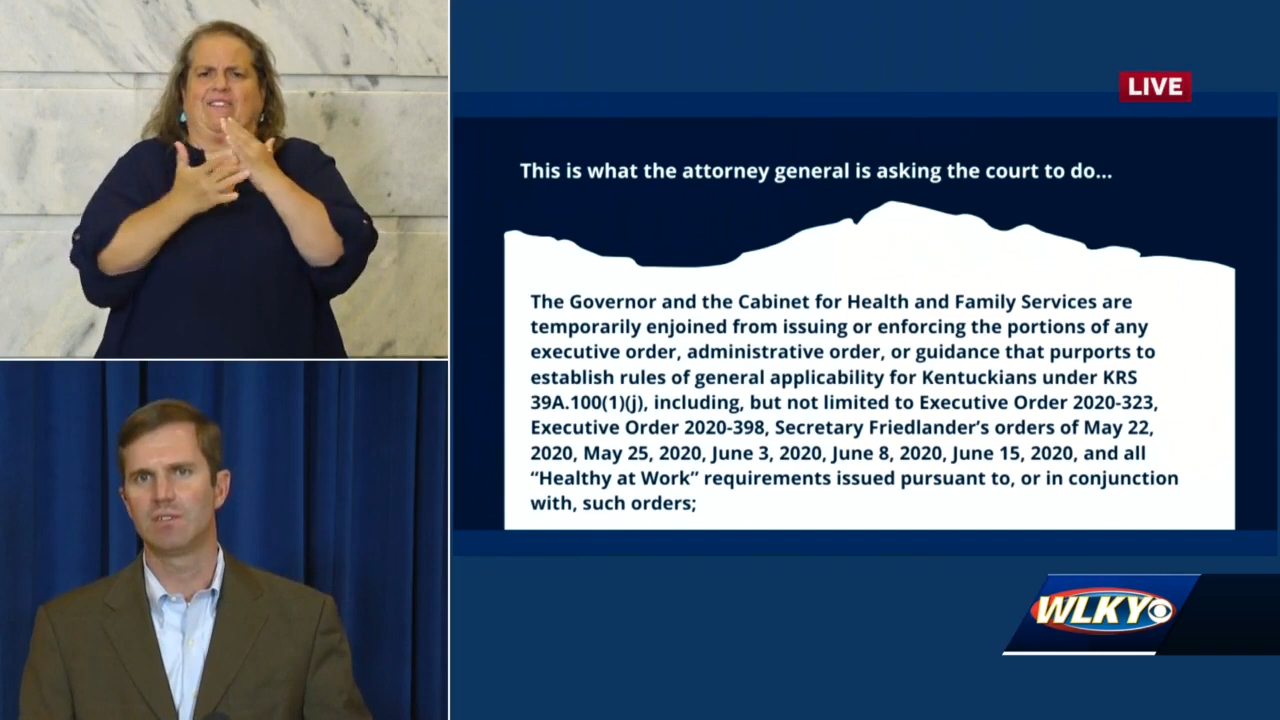 LIVE
This is what the attorney general is asking the court to do...
The Governor and the Cabinet for Health and Family Services are
temporarily enjoined from issuing or enforcing the portions of any
executive order, administrative order, or guidance that purports to
establish rules of general applicability for Kentuckians under KRS
39A.100(1)(j), including, but not limited to Executive Order 2020-323,
Executive Order 2020-398, Secretary Friedlander's orders of May 22,
2020, May 25, 2020, June 3, 2020, June 8, 2020, June 15, 2020, and all
“Healthy at Work” requirements issued pursuant to, or in conjunction
with, such orders;
WLKY